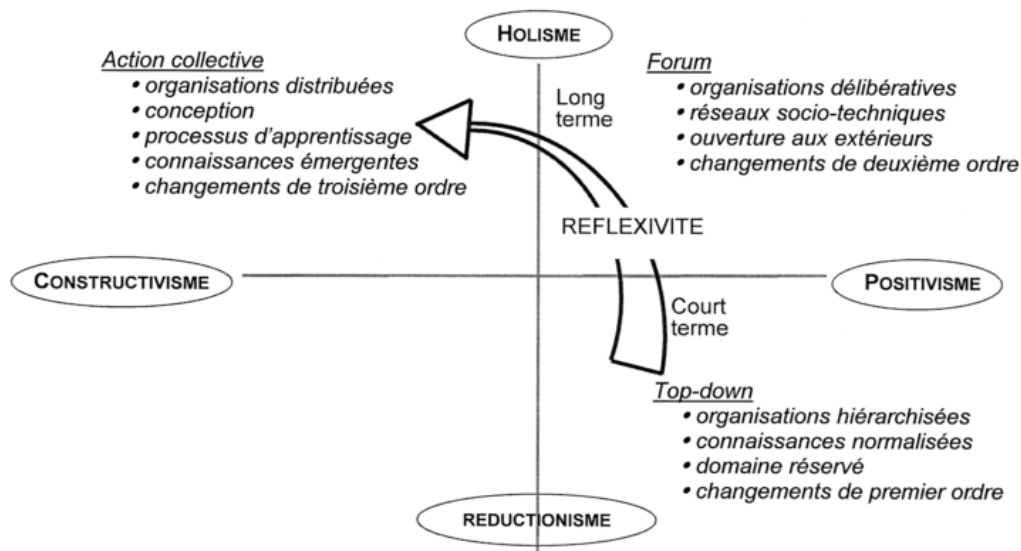 HOLISME
Action collective
• organisations distribuées
• conception
• processus d'apprentissage
• connaissances émergentes
• changements de troisième ordre
Long
terme
Forum
• organisations délibératives
• réseaux socio-techniques
• ouverture aux extérieurs
• changements de deuxième ordre
REFLEXIVITE
CONSTRUCTIVISME
POSITIVISME
Court
terme
Top-down
• organisations hiérarchisées
• connaissances normalisées
• domaine réservé
• changements de premier ordre
REDUCTIONISME